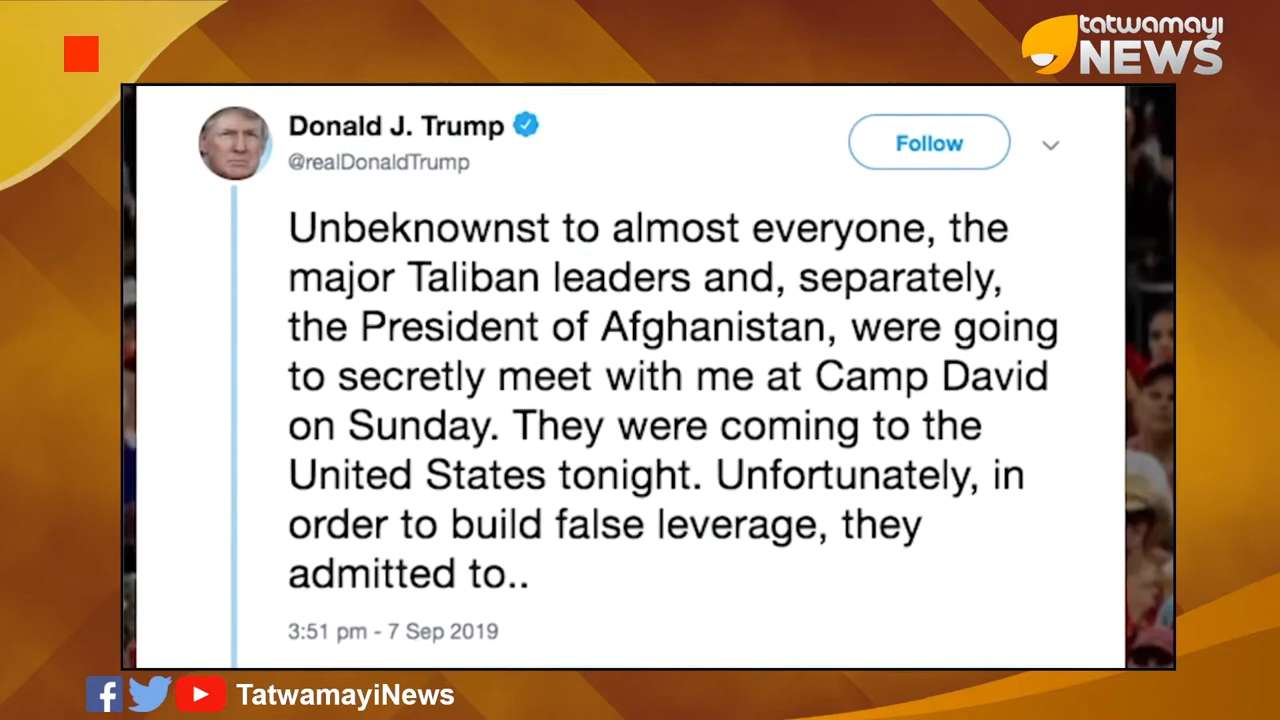 tatwamayi
NEWS
Donald J. Trump
@realDonaldTrump
Follow
Unbeknownst to almost everyone, the
major Taliban leaders and, separately,
the President of Afghanistan, were going
to secretly meet with me at Camp David
on Sunday. They were coming to the
United States tonight. Unfortunately, in
order to build false leverage, they
admitted to..
3:51 pm - 7 Sep 2019
TatwamayiNews